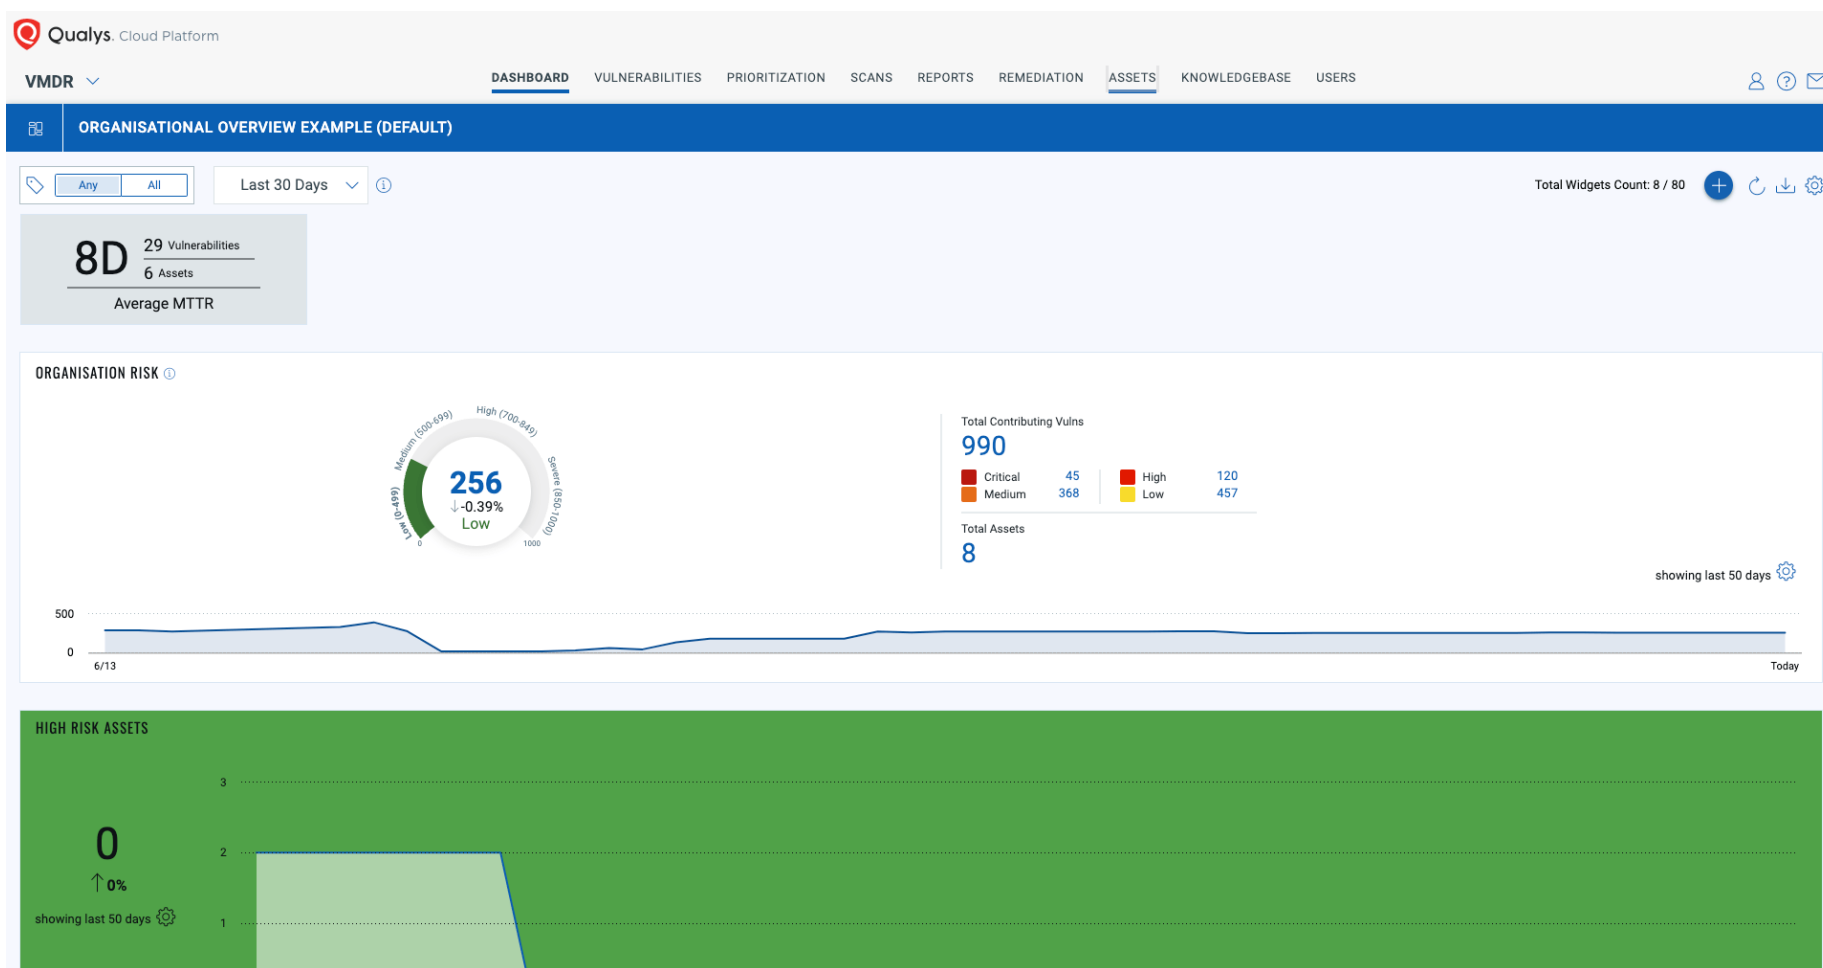 Qualys. Cloud Platform
VMDR
DASHBOARD VULNERABILITIES PRIORITIZATION SCANS REPORTS REMEDIATION ASSETS KNOWLEDGEBASE USERS
ORGANISATIONAL OVERVIEW EXAMPLE (DEFAULT)
Any All Last 30 Days Total Widgets Count: 8 / 80
8D
29 Vulnerabilities
6 Assets
Average MTTR
ORGANISATION RISK
Low (0-499)
Medium (500-699)
High (700-849)
Severe (850-1000)
256
-0.39%
Low
0 1000
Total Contributing Vulns
990
Critical 45 High 120
Medium 368 Low 457
Total Assets
8
showing last 50 days
500
0
6/13 Today
HIGH RISK ASSETS
0
0%
showing last 50 days
3
2
1